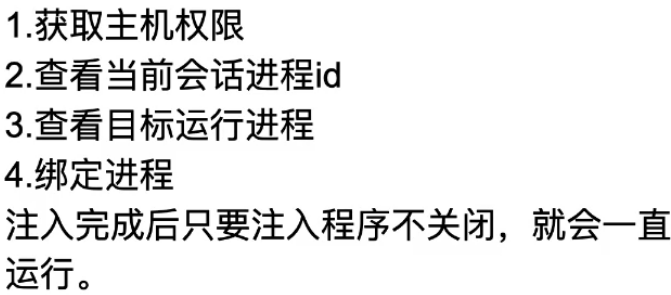 1.获取主机权限
2.查看当前会话进程id
3.查看目标运行进程
4.绑定进程
注入完成后只要注入程序不关闭，就会一直
运行。